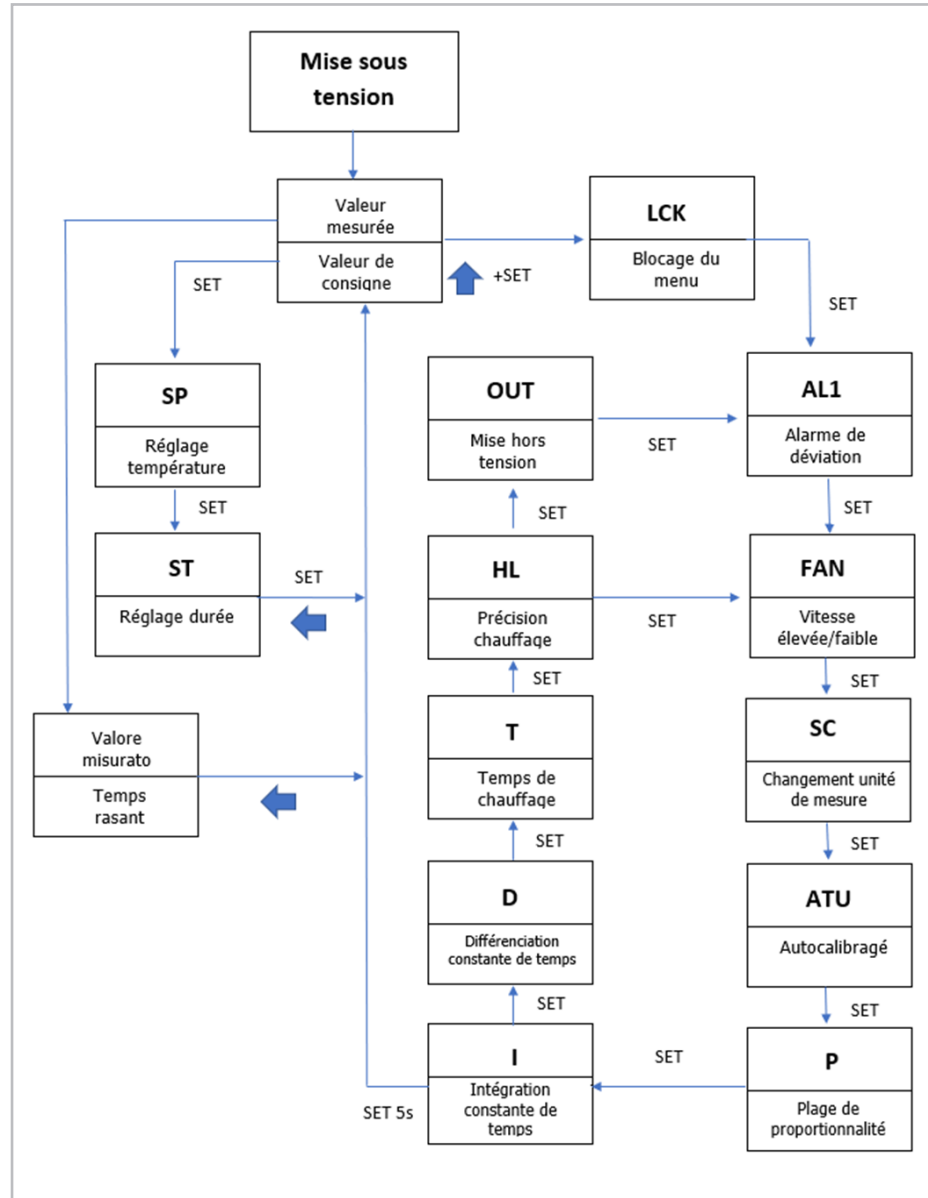 Mise sous
tension
Valeur
mesurée
Valeur de
consigne
+SET
LCK
Blocage du
menu
SET
SET
SP
Réglage
température
SET
ST
Réglage durée
SET
OUT
Mise hors
tension
SET
AL1
Alarme de
déviation
SET
SET
HL
Précision
chauffage
SET
FAN
Vitesse
élevée/faible
SET
SET
Valore
misurato
Temps
rasant
T
Temps de
chauffage
SC
Changement unité
de mesure
SET
SET
D
Différenciation
constante de temps
ATU
Autocalibragé
SET
SET
I
Intégration
constante de
temps
SET
P
Plage de
proportionnalité
SET 5s